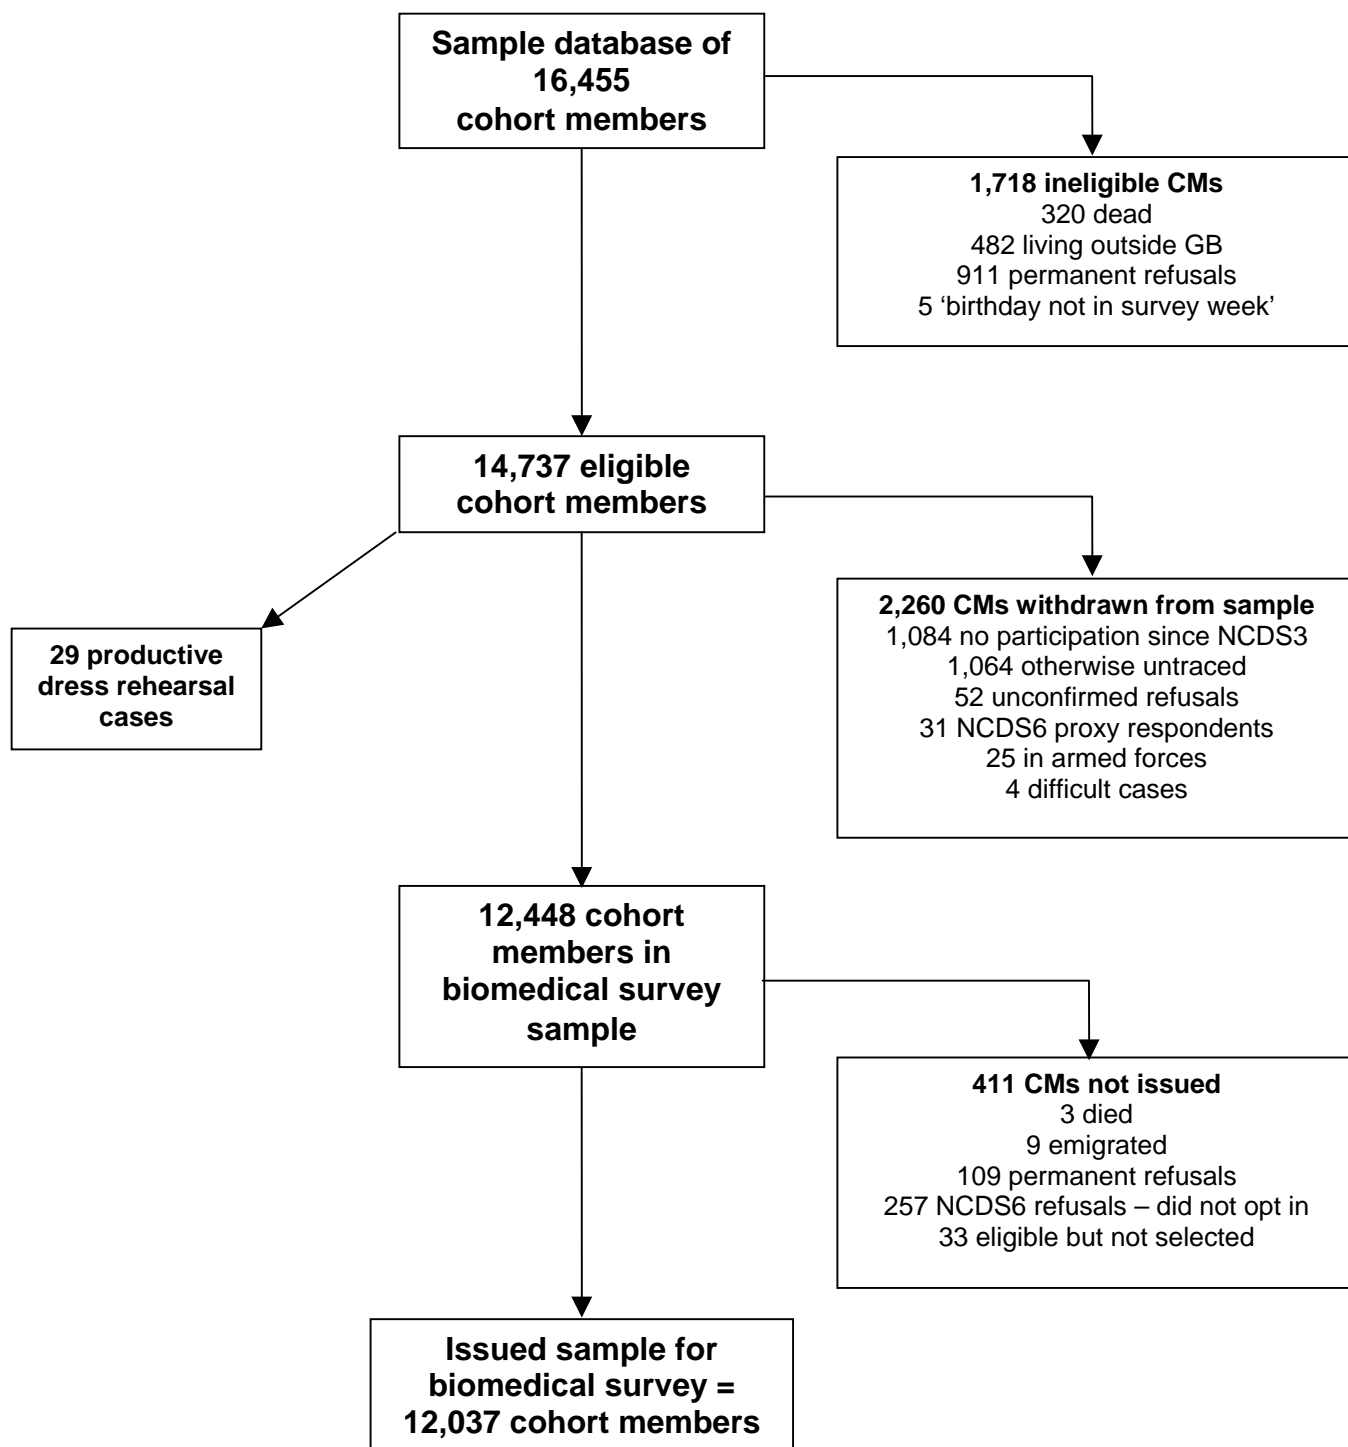 Sample database of
16,455
cohort members
1,718 ineligible CMs
320 dead
482 living outside GB
911 permanent refusals
5 ‘birthday not in survey week’
14,737 eligible
cohort members
2,260 CMs withdrawn from sample
1,084 no participation since NCDS3
1,064 otherwise untraced
52 unconfirmed refusals
31 NCDS6 proxy respondents
25 in armed forces
4 difficult cases
29 productive
dress rehearsal
cases
12,448 cohort
members in
biomedical survey
sample
411 CMs not issued
3 died
9 emigrated
109 permanent refusals
257 NCDS6 refusals – did not opt in
33 eligible but not selected
Issued sample for
biomedical survey =
12,037 cohort members